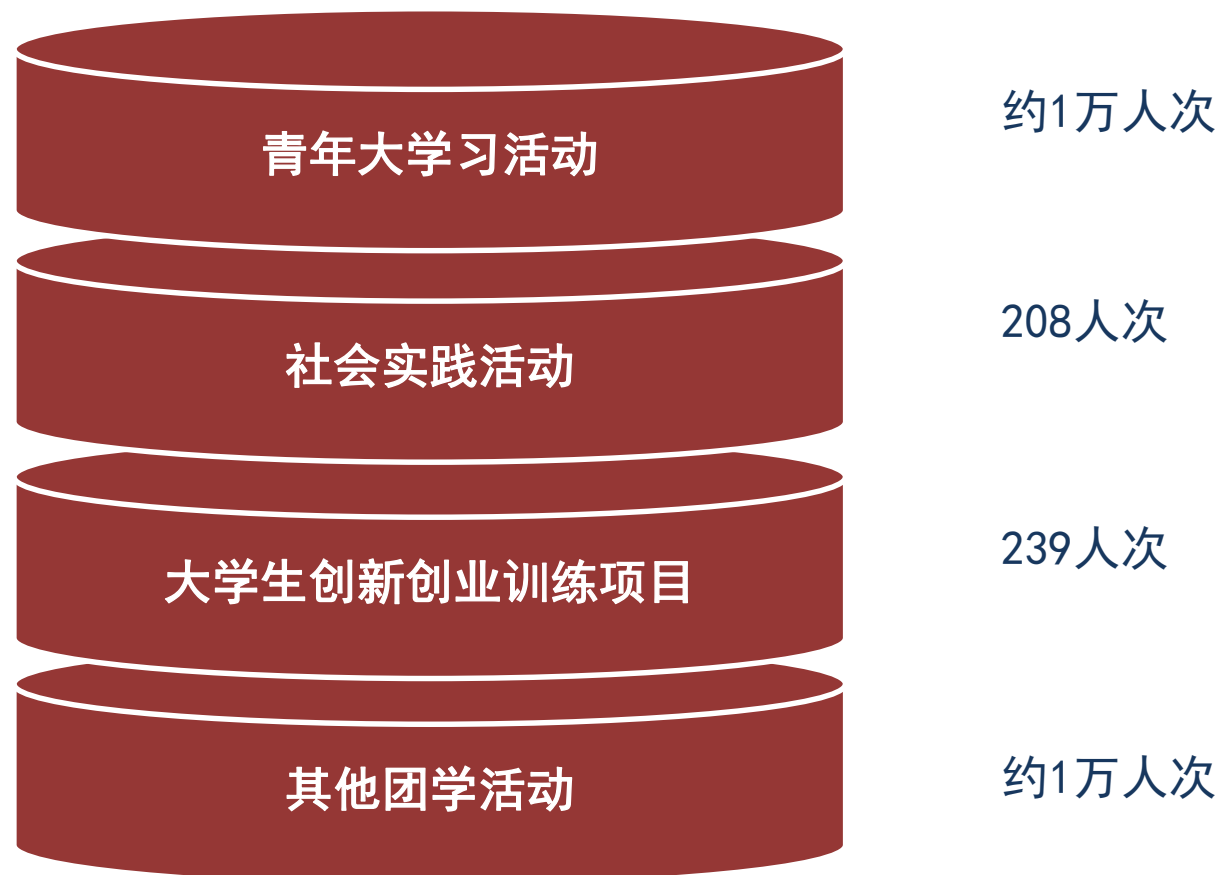 青年大学习活动
约1万人次
社会实践活动
208人次
大学生创新创业训练项目
239人次
其他团学活动
约1万人次